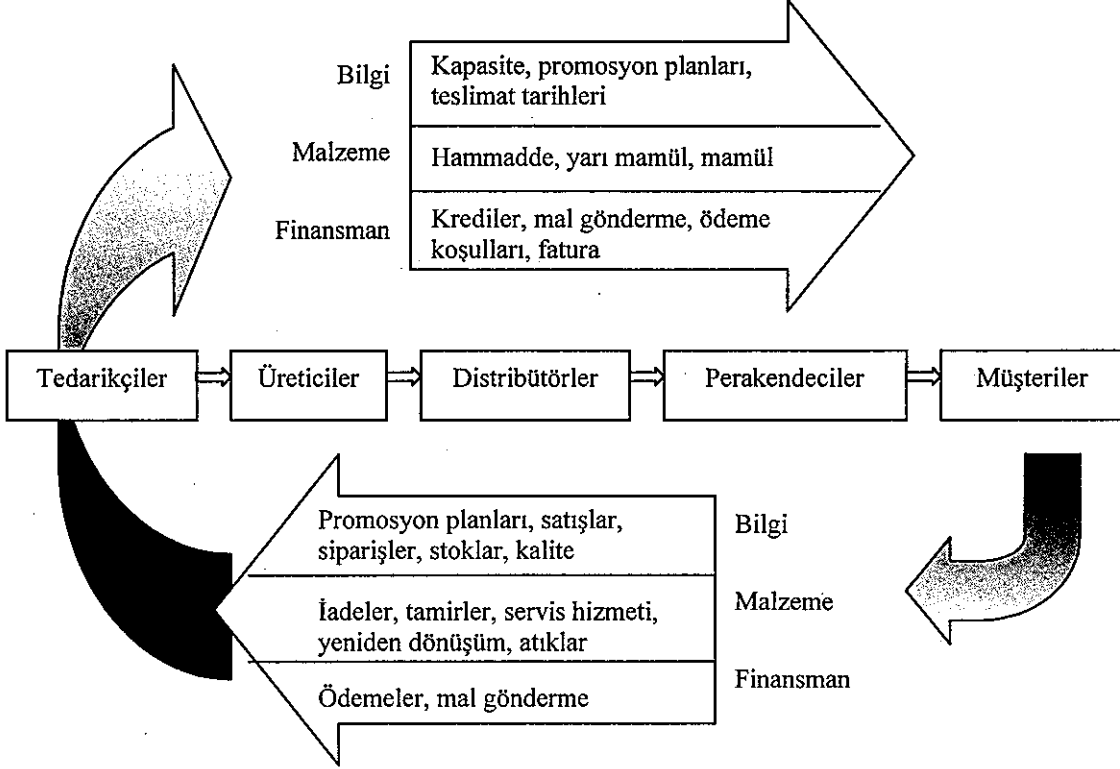 Bilgi
Kapasite, promosyon planları,
teslimat tarihleri
Malzeme
Hammadde, yarı mamül, mamül
Finansman
Krediler, mal gönderme, ödeme
koşulları, fatura
Tedarikçiler
Üreticiler
Distribütörler
Perakendeciler
Müşteriler
Promosyon planları, satışlar,
siparişler, stoklar, kalite
Bilgi
İadeler, tamirler, servis hizmeti,
yeniden dönüşüm, atıklar
Malzeme
Ödemeler, mal gönderme
Finansman